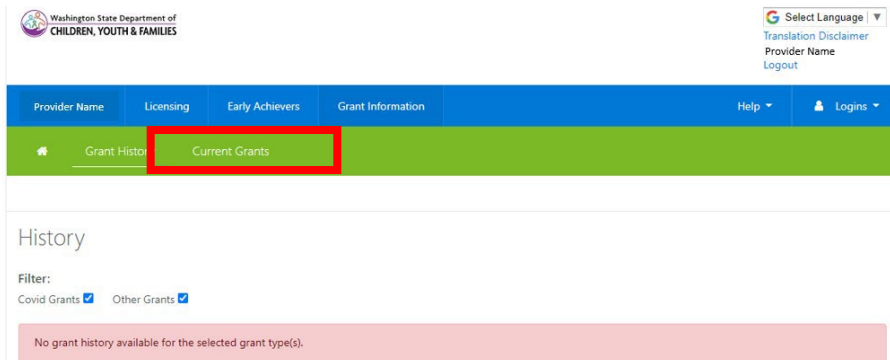 Washington State Department of
CHILDREN, YOUTH & FAMILIES
Select Language ▼
Translation Disclaimer
Provider Name
Logout
Provider Name Licensing Early Achievers Grant Information Help Logins
Grant History Current Grants
History
Filter:
Covid Grants Other Grants
No grant history available for the selected grant type(s).